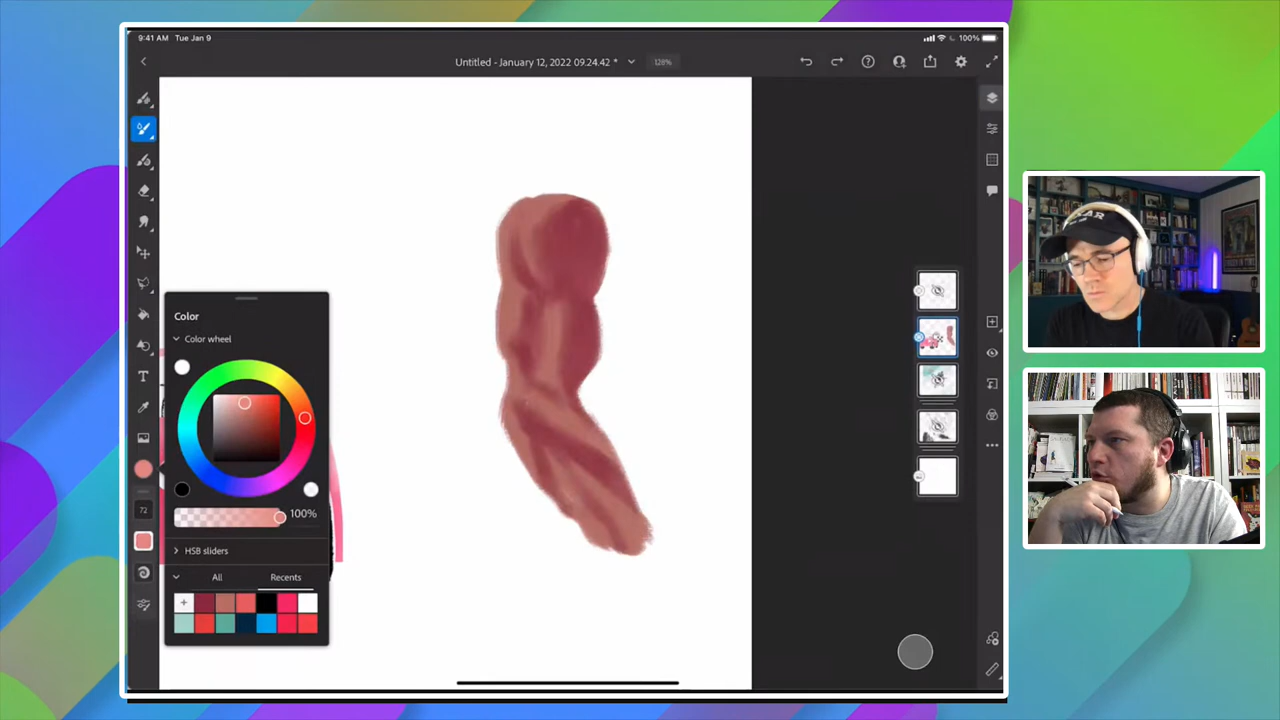 9:41 AM Tue Jan 9
100%
Untitled - January 12, 2022 09.24.42 *
128%
Color
Color wheel
100%
HSB sliders
All
Recents
72
T